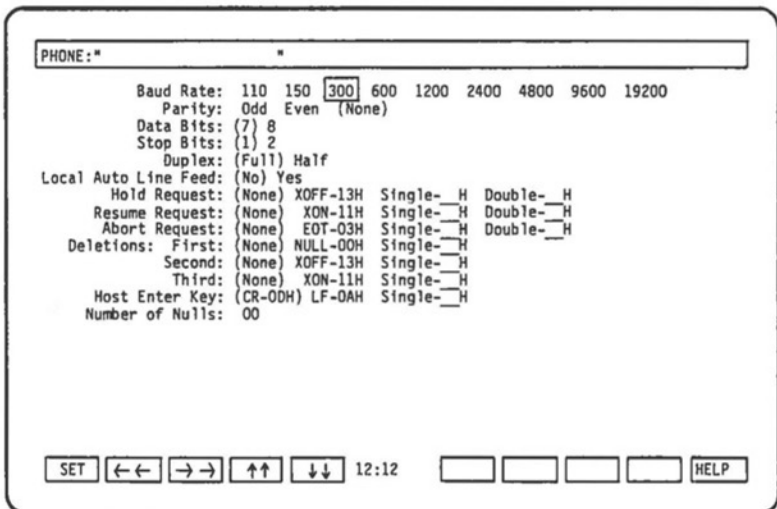 PHONE:" "
Baud Rate: 110 150 300 600 1200 2400 4800 9600 19200
Parity: Odd Even (None)
Data Bits: (7) 8
Stop Bits: (1) 2
Duplex: (Full) Half
Local Auto Line Feed: (No) Yes
Hold Request: (None) XOFF-13H Single-__H Double-__H
Resume Request: (None) XON-11H Single-__H Double-__H
Abort Request: (None) EOT-03H Single-__H Double-__H
Deletions: First: (None) NULL-00H Single-__H
Second: (None) XOFF-13H Single-__H
Third: (None) XON-11H Single-__H
Host Enter Key: (CR-0DH) LF-0AH Single-__H
Number of Nulls: 00
SET ←← →→ ↑↑ ↓↓ 12:12 HELP